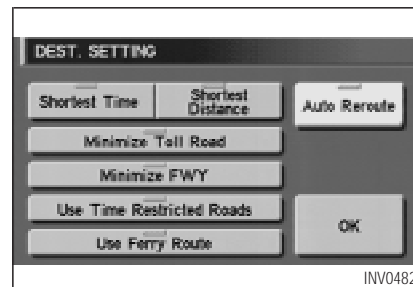 DEST. SETTING
Shortest Time
Shortest
Distance
Auto Reroute
Minimize Toll Road
Minimize FWY
Use Time Restricted Roads
Use Ferry Route
OK
INV0482